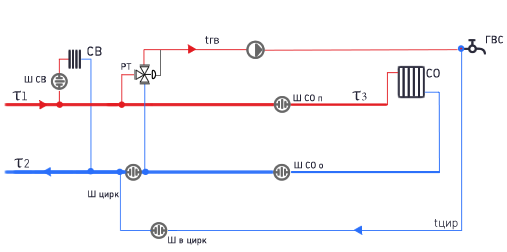 ГВС
tгв
СВ
РТ
СО
Ш СВ
τ1
Ш СО п
τ3
τ2
Ш СО о
Ш цирк
tцир
Ш в цирк